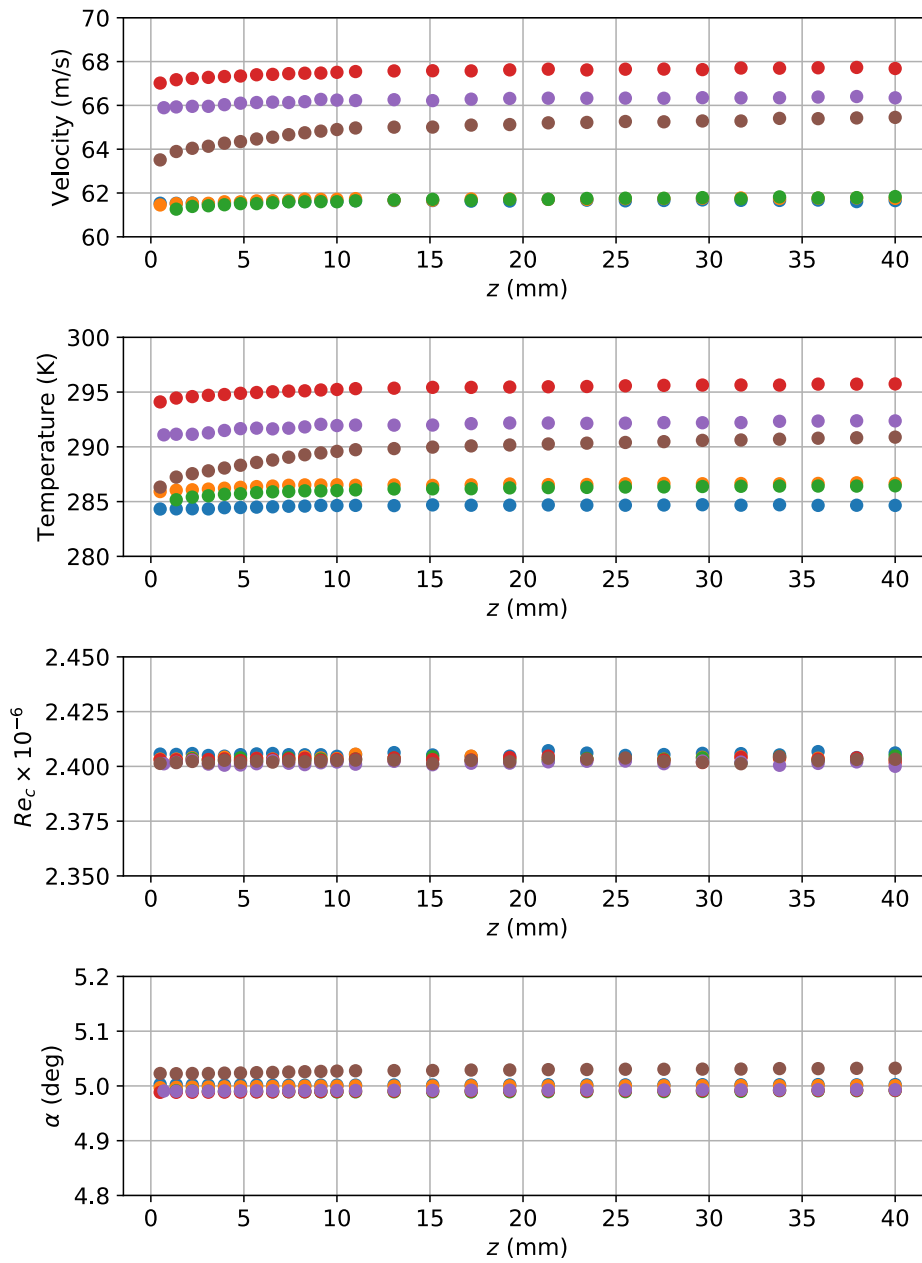 70
68
66
64
62
60
Velocity (m/s)
0 5 10 15 20 25 30 35 40
z (mm)
300
295
290
285
280
Temperature (K)
0 5 10 15 20 25 30 35 40
z (mm)
2.450
2.425
2.400
2.375
2.350
Re_c × 10^{-6}
0 5 10 15 20 25 30 35 40
z (mm)
5.2
5.1
5.0
4.9
4.8
α (deg)
0 5 10 15 20 25 30 35 40
z (mm)